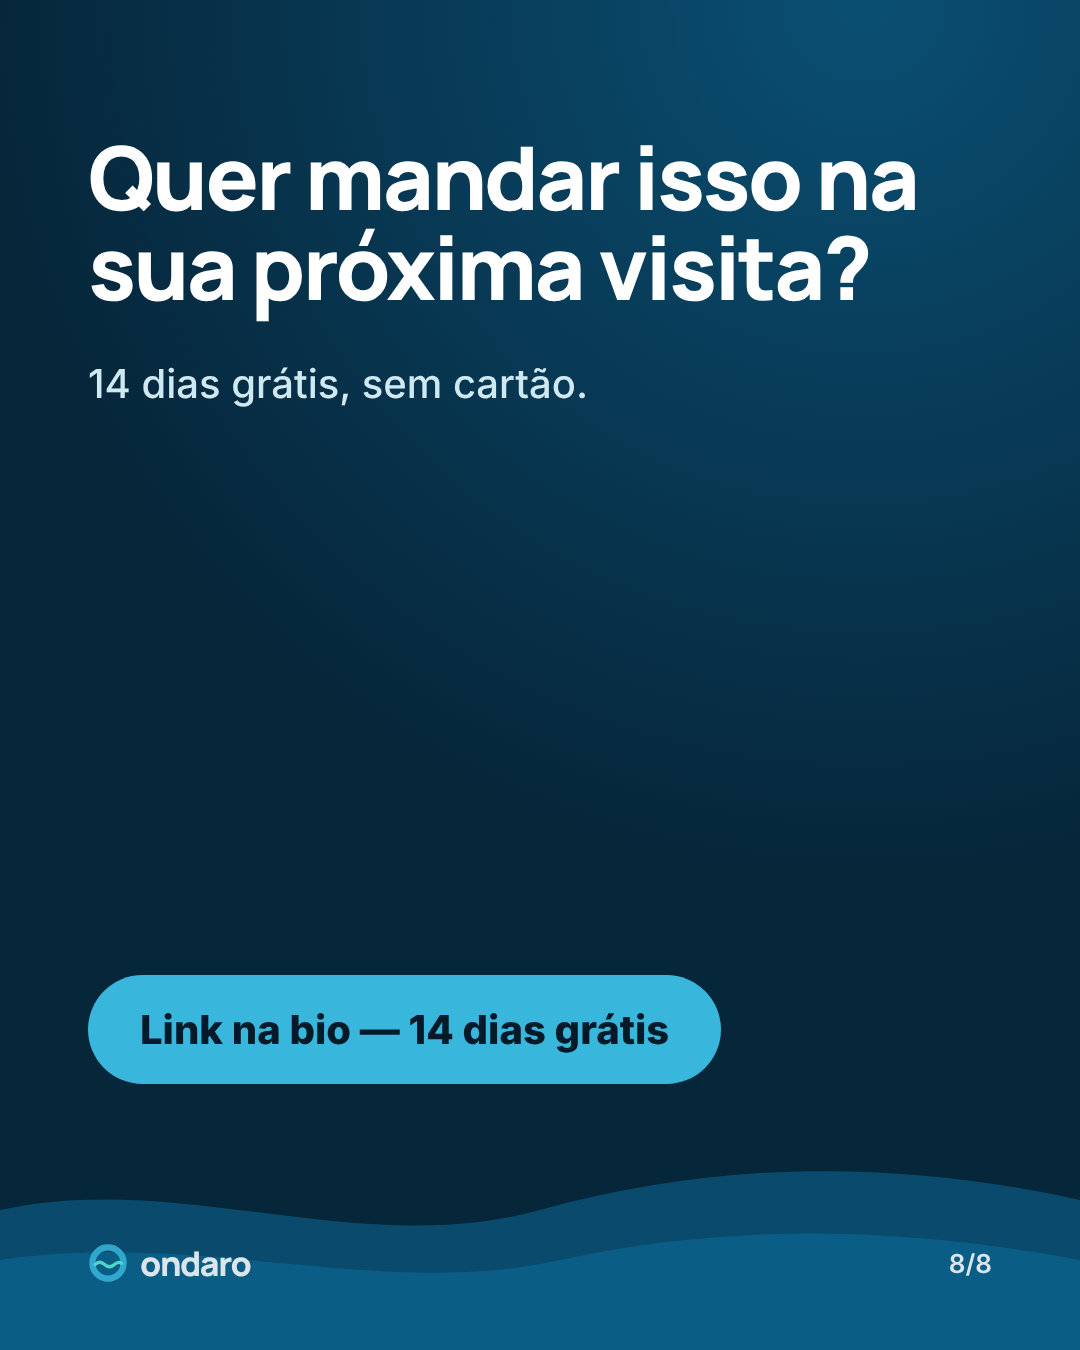 Quer mandar isso na
sua próxima visita?
14 dias grátis, sem cartão.
Link na bio — 14 dias grátis
ondaro
8/8